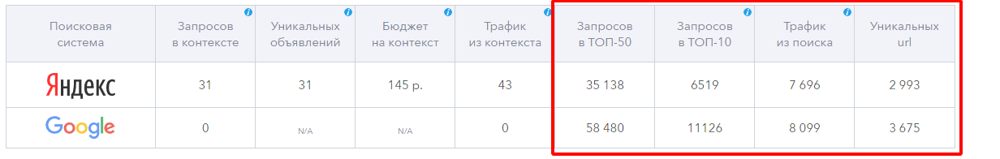 Поисковая система Запросов в контексте Уникальных объявлений Бюджет на контекст Трафик из контекста Запросов в ТОП-50 Запросов в ТОП-10 Трафик из поиска Уникальных url
Яндекс 31 31 145 р. 43 35 138 6519 7 696 2 993
Google 0 N/A N/A 0 58 480 11126 8 099 3 675